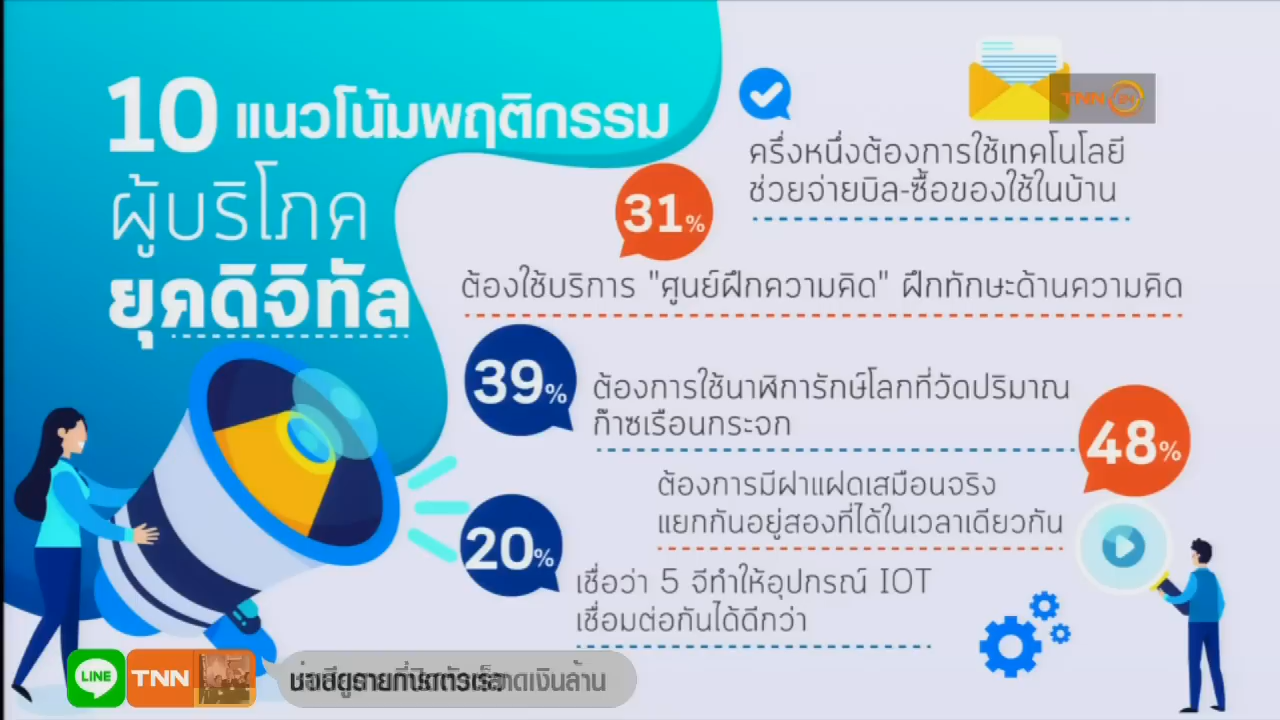 10 แนวโน้มพฤติกรรม
ผู้บริโภค
ยุคดิจิทัล
TNN 24
ครึ่งหนึ่งต้องการใช้เทคโนโลยี
ช่วยจ่ายบิล-ซื้อของใช้ในบ้าน
31%
ต้องใช้บริการ "ศูนย์ฝึกความคิด" ฝึกทักษะด้านความคิด
39%
ต้องการใช้นาฬิการักษ์โลกที่วัดปริมาณ
ก๊าซเรือนกระจก
48%
ต้องการมีฝาแฝดเสมือนจริง
แยกกันอยู่สองที่ได้ในเวลาเดียวกัน
20%
เชื่อว่า 5 จีทำให้อุปกรณ์ IOT
เชื่อมต่อกันได้ดีกว่า
LINE TNN